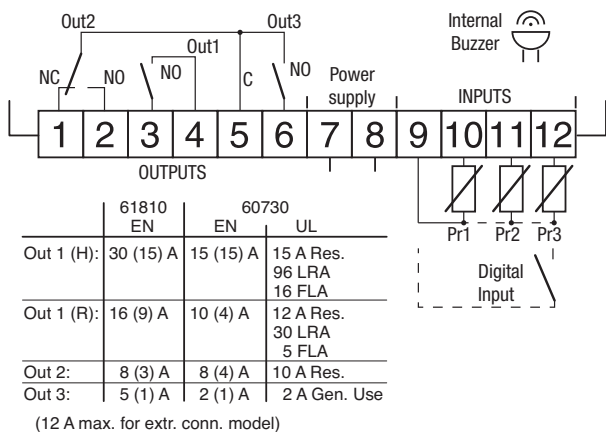 Out2
Out3
Internal
Buzzer
Out1
NC
NO
NO
C
NO
Power
supply
INPUTS
1 2 3 4 5 6 7 8 9 10 11 12
OUTPUTS
Pr1 Pr2 Pr3
Digital
Input
61810 60730
EN EN UL
Out 1 (H): 30 (15) A 15 (15) A 15 A Res.
96 LRA
16 FLA
Out 1 (R): 16 (9) A 10 (4) A 12 A Res.
30 LRA
5 FLA
Out 2: 8 (3) A 8 (4) A 10 A Res.
Out 3: 5 (1) A 2 (1) A 2 A Gen. Use
(12 A max. for extr. conn. model)